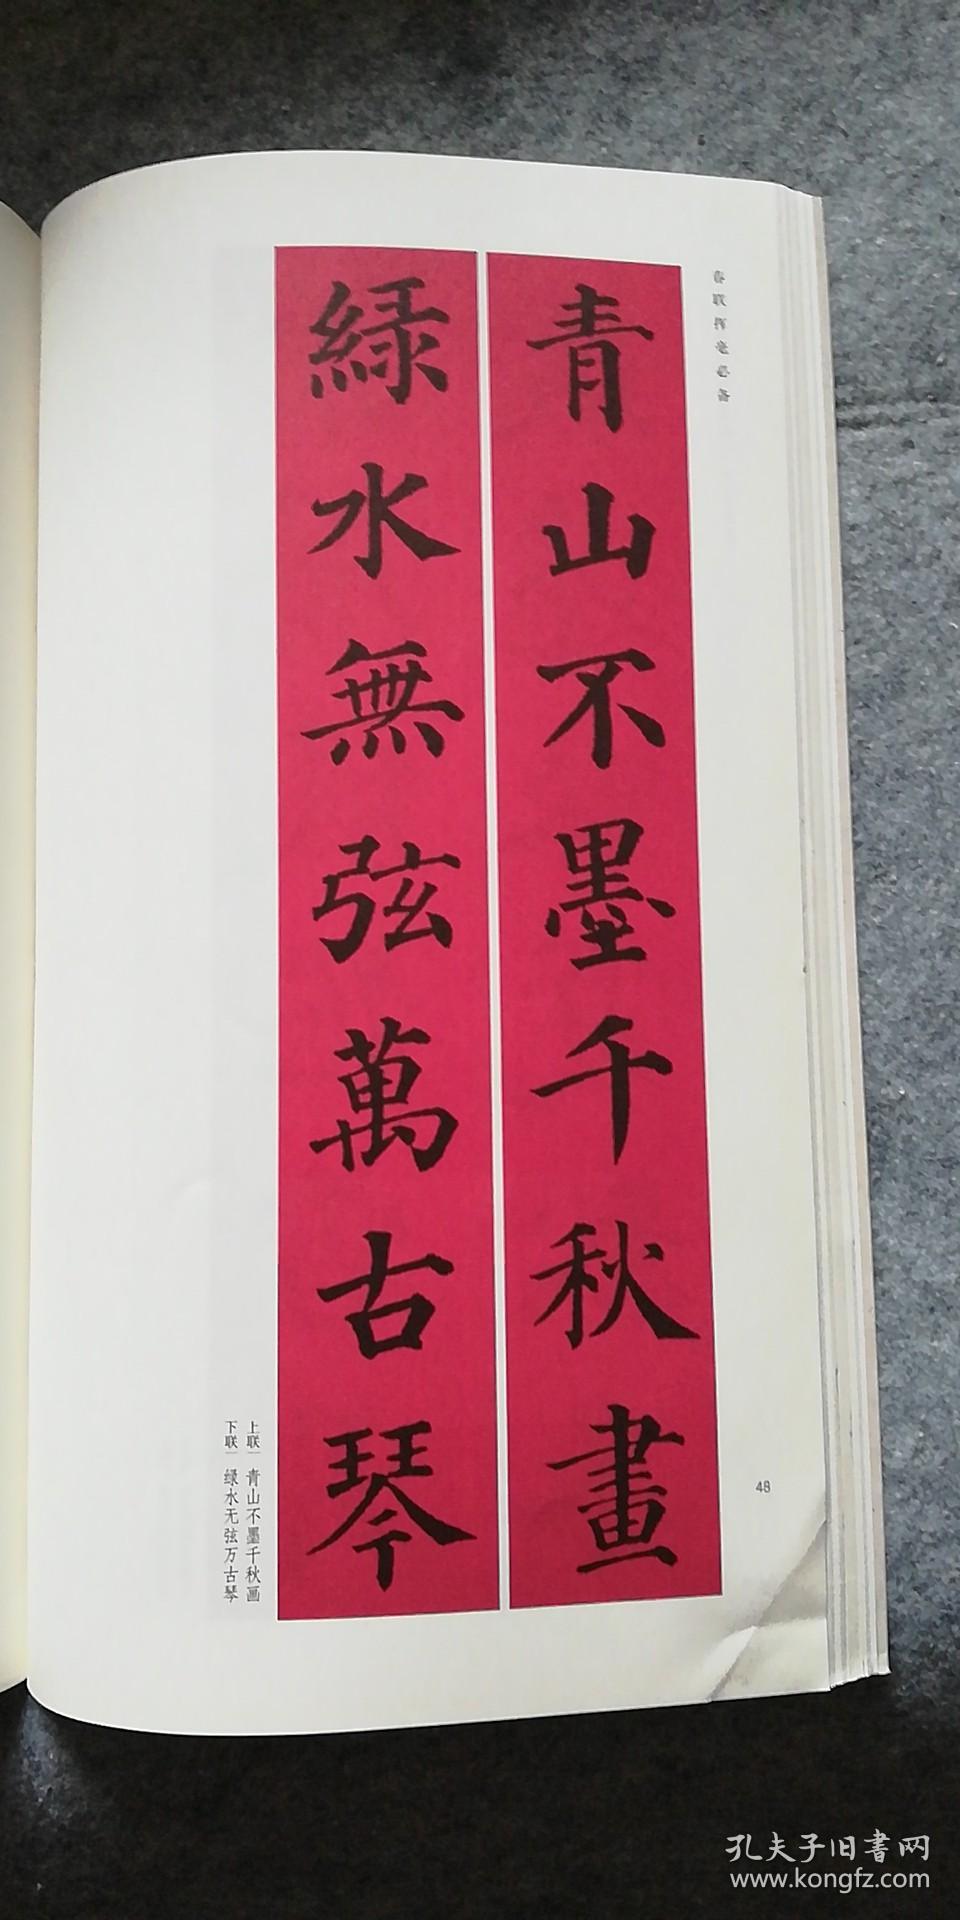 春联挥毫必备
青山不墨千秋畫
綠水無弦萬古琴
上联｜青山不墨千秋画
下联｜绿水无弦万古琴
48
孔夫子旧书网
www.kongfz.com